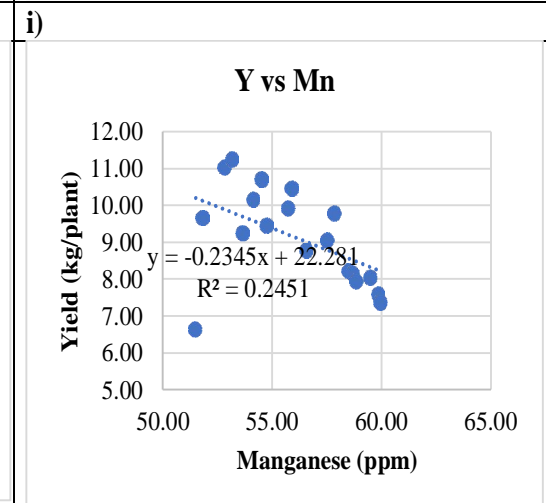 i)
Y vs Mn
12.00
11.00
10.00
9.00
8.00
7.00
6.00
5.00
Yield (kg/plant)
y = -0.2345x + 22.281
R² = 0.2451
50.00 55.00 60.00 65.00
Manganese (ppm)